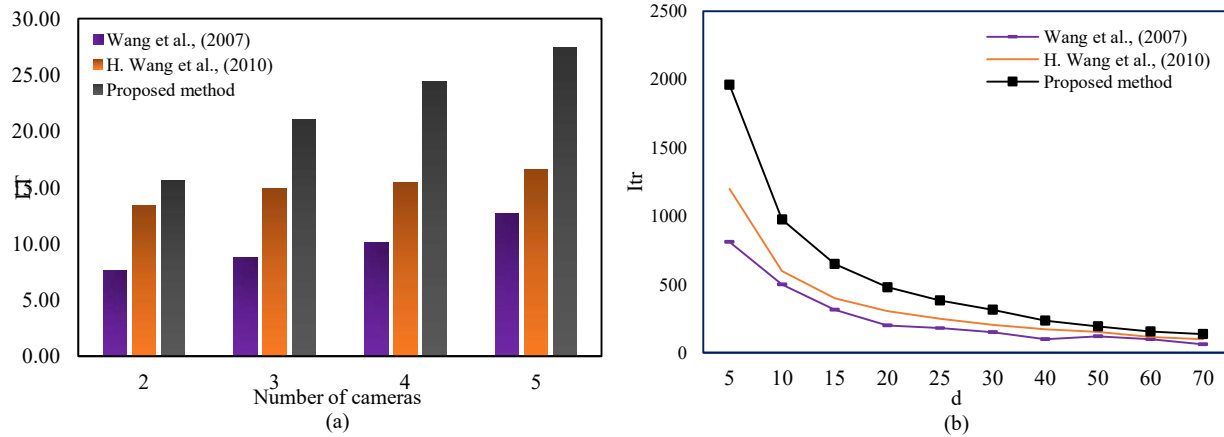 30.00
25.00
20.00
15.00
10.00
5.00
0.00
Wang et al., (2007)
H. Wang et al., (2010)
Proposed method
2 3 4 5
Number of cameras
(a)
2500
2000
1500
1000
500
0
Itr
Wang et al., (2007)
H. Wang et al., (2010)
Proposed method
5 10 15 20 25 30 40 50 60 70
d
(b)